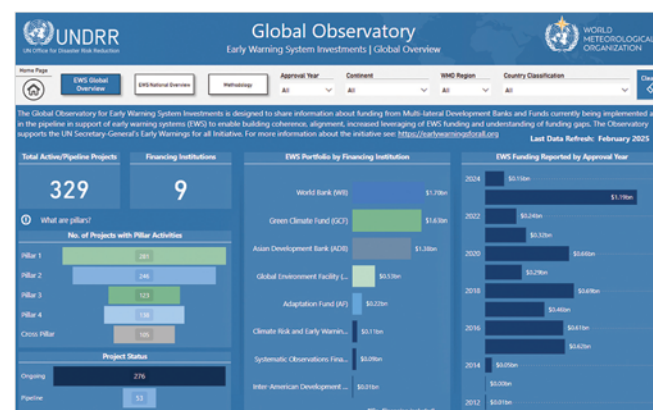 UNDRR
UN Office for Disaster Risk Reduction
Global Observatory
Early Warning System Investments | Global Overview
WORLD
METEOROLOGICAL
ORGANIZATION
Home Page
EWS Global
Overview
EWS National Overview
Methodology
Approval Year
All
Continent
All
WMO Region
All
Country Classification
All
The Global Observatory for Early Warning System Investments is designed to share information about funding from Multi-lateral Development Banks and Funds currently being implemented a
in the pipeline in support of early warning systems (EWS) to enable building coherence, alignment, increased leveraging of EWS funding and understanding of funding gaps. The Observatory
supports the UN Secretary-General's Early Warnings for all Initiative. For more information about the initiative see: https://earlywarningsforall.org
Last Data Refresh: February 2025
Total Active/Pipeline Projects
329
Financing Institutions
9
What are pillars?
No. of Projects with Pillar Activities
Pillar 1
281
Pillar 2
246
Pillar 3
123
Pillar 4
138
Cross Pillar
105
Project Status
Ongoing
276
Pipeline
53
EWS Portfolio by Financing Institution
World Bank (WB)
$1.70bn
Green Climate Fund (GCF)
$1.63bn
Asian Development Bank (ADB)
$1.38bn
Global Environment Facility (...
$0.53bn
Adaptation Fund (AF)
$0.22bn
Climate Risk and Early Warnin...
$0.11bn
Systematic Observations Fina...
$0.09bn
Inter-American Development ...
$0.01bn
EWS Funding Reported by Approval Year
2024
$0.15bn
$1.19bn
2022
$0.24bn
$0.32bn
2020
$0.66bn
$0.29bn
2018
$0.69bn
$0.46bn
2016
$0.61bn
$0.62bn
2014
$0.05bn
$0.00bn
2012
$0.01bn